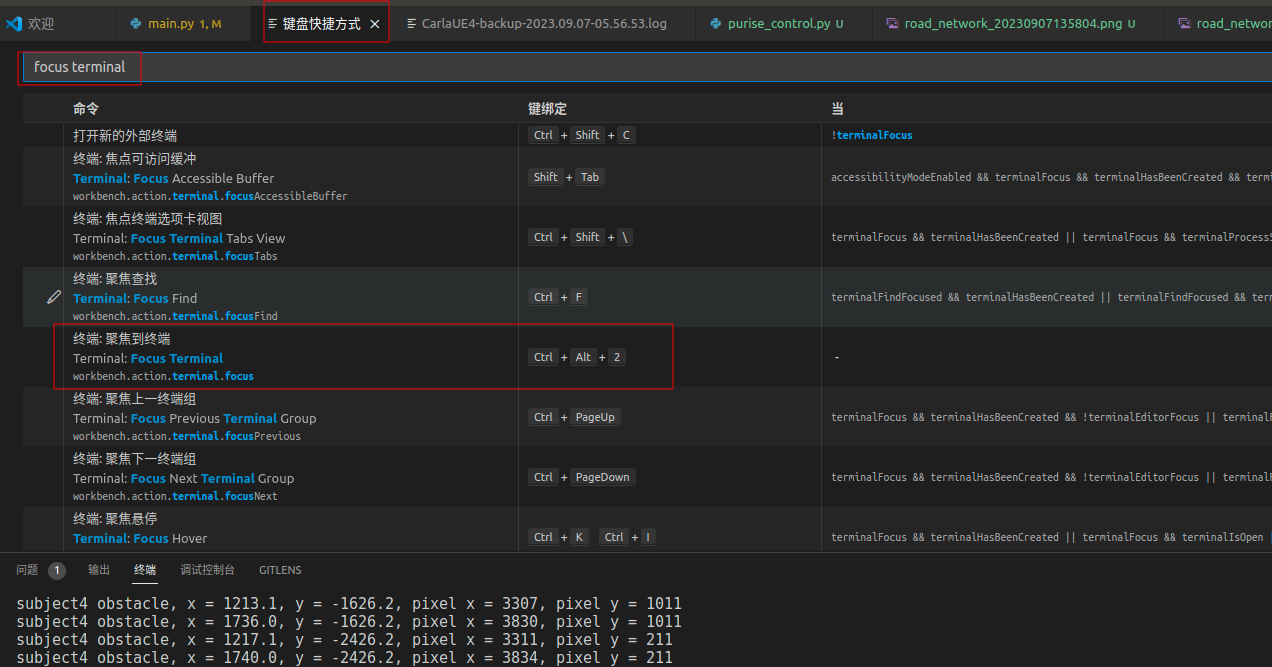 欢迎 main.py 1, M 键盘快捷方式 CarlaUE4-backup-2023.09.07-05.56.53.log purise_control.py U road_network_20230907135804.png U road_networ
focus terminal
命令 键绑定 当
打开新的外部终端 Ctrl + Shift + C !terminalFocus
终端: 焦点可访问缓冲
Terminal: Focus Accessible Buffer Shift + Tab accessibilityModeEnabled && terminalFocus && terminalHasBeenCreated && termi
workbench.action.terminal.focusAccessibleBuffer
终端: 焦点终端选项卡视图
Terminal: Focus Terminal Tabs View Ctrl + Shift + \ terminalFocus && terminalHasBeenCreated || terminalFocus && terminalProcessS
workbench.action.terminal.focusTabs
终端: 聚焦查找
Terminal: Focus Find Ctrl + F terminalFindFocused && terminalHasBeenCreated || terminalFindFocused && term
workbench.action.terminal.focusFind
终端: 聚焦到终端
Terminal: Focus Terminal Ctrl + Alt + 2 -
workbench.action.terminal.focus
终端: 聚焦上一终端组
Terminal: Focus Previous Terminal Group Ctrl + PageUp terminalFocus && terminalHasBeenCreated && !terminalEditorFocus || terminalF
workbench.action.terminal.focusPrevious
终端: 聚焦下一终端组
Terminal: Focus Next Terminal Group Ctrl + PageDown terminalFocus && terminalHasBeenCreated && !terminalEditorFocus || terminalF
workbench.action.terminal.focusNext
终端: 聚焦悬停
Terminal: Focus Hover Ctrl + K Ctrl + I terminalFocus && terminalHasBeenCreated || terminalFocus && terminalIsOpen |
问题 1 输出 终端 调试控制台 GITLENS
subject4 obstacle, x = 1213.1, y = -1626.2, pixel x = 3307, pixel y = 1011
subject4 obstacle, x = 1736.0, y = -1626.2, pixel x = 3830, pixel y = 1011
subject4 obstacle, x = 1217.1, y = -2426.2, pixel x = 3311, pixel y = 211
subject4 obstacle, x = 1740.0, y = -2426.2, pixel x = 3834, pixel y = 211